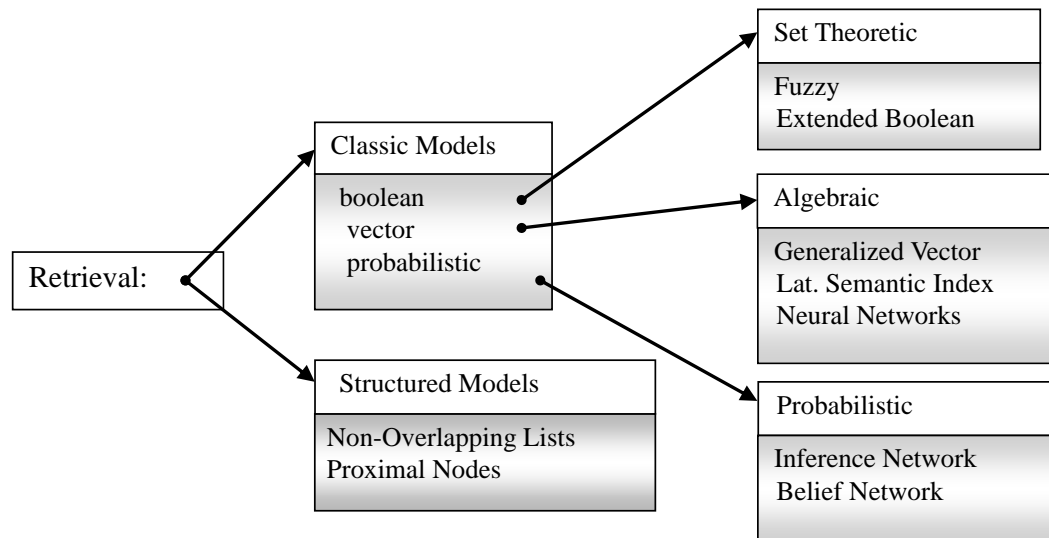 Retrieval:
Classic Models
boolean
vector
probabilistic
Structured Models
Non-Overlapping Lists
Proximal Nodes
Set Theoretic
Fuzzy
Extended Boolean
Algebraic
Generalized Vector
Lat. Semantic Index
Neural Networks
Probabilistic
Inference Network
Belief Network